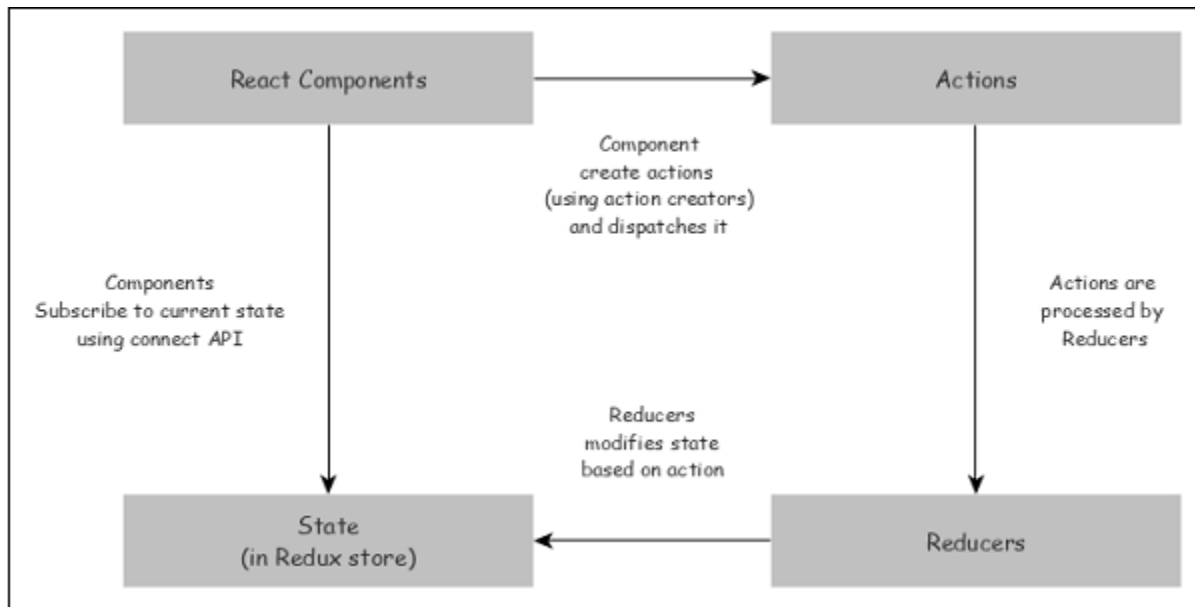 React Components
Actions
Component
create actions
(using action creators)
and dispatches it
Components
Subscribe to current state
using connect API
Actions are
processed by
Reducers
Reducers
modifies state
based on action
State
(in Redux store)
Reducers